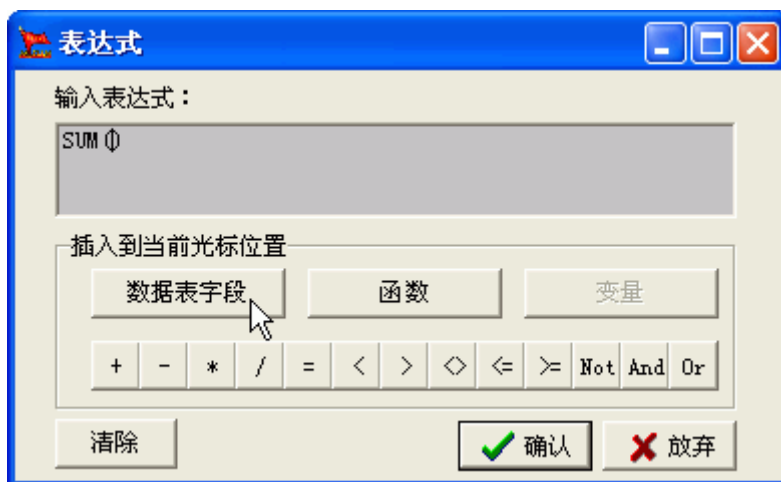 表达式
输入表达式：
SUM()
插入到当前光标位置
数据表字段 函数 变量
+ - * / = < > <> <= >= Not And Or
清除 确认 放弃